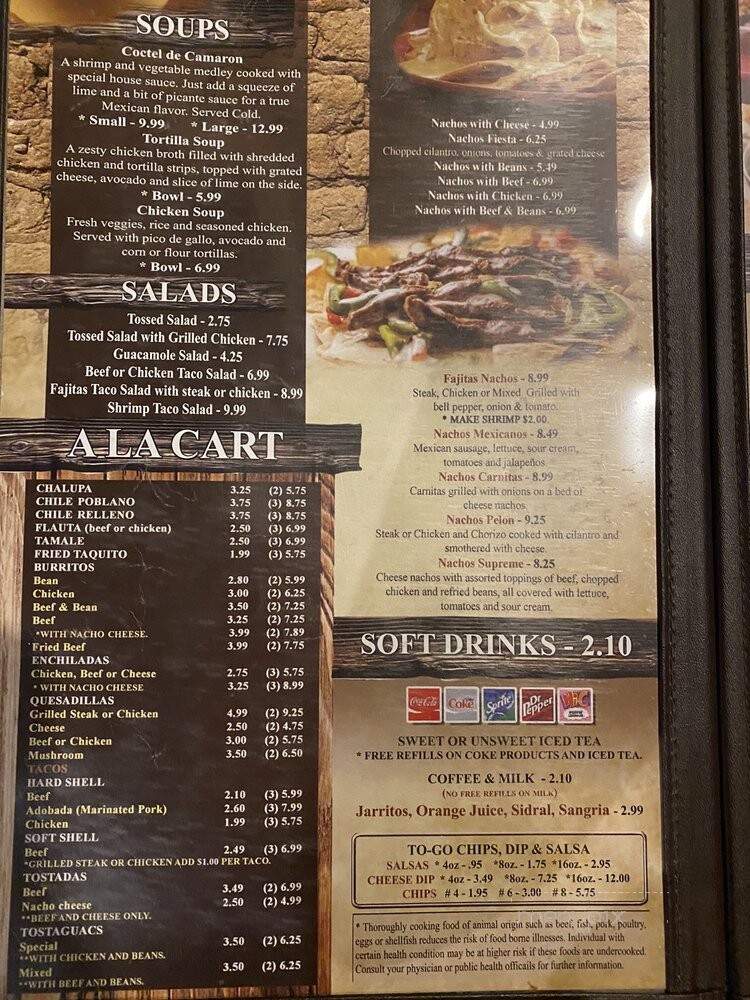 SOUPS
Coctel de Camaron
A shrimp and vegetable medley cooked with
special house sauce. Just add a squeeze of
lime and a bit of picante sauce for a true
Mexican flavor. Served Cold.
* Small - 9.99 * Large - 12.99
Tortilla Soup
A zesty chicken broth filled with shredded
chicken and tortilla strips, topped with grated
cheese, avocado and slice of lime on the side.
* Bowl - 5.99
Chicken Soup
Fresh veggies, rice and seasoned chicken.
Served with pico de gallo, avocado and
corn or flour tortillas.
* Bowl - 6.99
SALADS
Tossed Salad - 2.75
Tossed Salad with Grilled Chicken - 7.75
Guacamole Salad - 4.25
Beef or Chicken Taco Salad - 6.99
Fajitas Taco Salad with steak or chicken - 8.99
Shrimp Taco Salad - 9.99
A LA CART
CHALUPA 3.25 (2) 5.75
CHILE POBLANO 3.75 (3) 8.75
CHILE RELLENO 3.75 (3) 8.75
FLAUTA (beef or chicken) 2.50 (3) 6.99
TAMALE 2.50 (3) 6.99
FRIED TAQUITO 1.99 (3) 5.75
BURRITOS
Bean 2.80 (2) 5.99
Chicken 3.00 (2) 6.25
Beef & Bean 3.50 (2) 7.25
Beef 3.25 (2) 7.25
*WITH NACHO CHEESE. 3.99 (2) 7.89
Fried Beef 3.99 (2) 7.75
ENCHILADAS
Chicken, Beef or Cheese 2.75 (3) 5.75
* WITH NACHO CHEESE 3.25 (3) 8.99
QUESADILLAS
Grilled Steak or Chicken 4.99 (2) 9.25
Cheese 2.50 (2) 4.75
Beef or Chicken 3.00 (2) 5.75
Mushroom 3.50 (2) 6.50
TACOS
HARD SHELL
Beef 2.10 (3) 5.99
Adobada (Marinated Pork) 2.60 (3) 7.99
Chicken 1.99 (3) 5.75
SOFT SHELL
Beef 2.49 (3) 6.99
*GRILLED STEAK OR CHICKEN ADD $1.00 PER TACO.
TOSTADAS
Beef 3.49 (2) 6.99
Nacho cheese 2.50 (2) 4.99
**BEEF AND CHEESE ONLY.
TOSTAGUACS
Special 3.50 (2) 6.25
**WITH CHICKEN AND BEANS.
Mixed 3.50 (2) 6.25
**WITH BEEF AND BEANS.
Nachos with Cheese - 4.99
Nachos Fiesta - 6.25
Chopped cilantro, onions, tomatoes & grated cheese
Nachos with Beans - 5.49
Nachos with Beef - 6.99
Nachos with Chicken - 6.99
Nachos with Beef & Beans - 6.99
Fajitas Nachos - 8.99
Steak, Chicken or Mixed. Grilled with
bell pepper, onion & tomato.
* MAKE SHRIMP $2.00.
Nachos Mexicanos - 8.49
Mexican sausage, lettuce, sour cream,
tomatoes and jalapeños
Nachos Carnitas - 8.99
Carnitas grilled with onions on a bed of
cheese nachos
Nachos Pelon - 9.25
Steak or Chicken and Chorizo cooked with cilantro and
smothered with cheese.
Nachos Supreme - 8.25
Cheese nachos with assorted toppings of beef, chopped
chicken and refried beans, all covered with lettuce,
tomatoes and sour cream.
SOFT DRINKS - 2.10
Coca-Cola Coke Sprite Dr Pepper
SWEET OR UNSWEET ICED TEA
* FREE REFILLS ON COKE PRODUCTS AND ICED TEA.
COFFEE & MILK - 2.10
(NO FREE REFILLS ON MILK)
Jarritos, Orange Juice, Sidral, Sangria - 2.99
TO-GO CHIPS, DIP & SALSA
SALSAS * 4oz - .95 *8oz. - 1.75 *16oz. - 2.95
CHEESE DIP * 4oz - 3.49 *8oz. - 7.25 *16oz. - 12.00
CHIPS # 4 - 1.95 # 6 - 3.00 # 8 - 5.75
* Thoroughly cooking food of animal origin such as beef, fish, pork, poultry,
eggs or shellfish reduces the risk of food borne illnesses. Individual with
certain health condition may be at higher risk if these foods are undercooked.
Consult your physician or public health officails for further information.